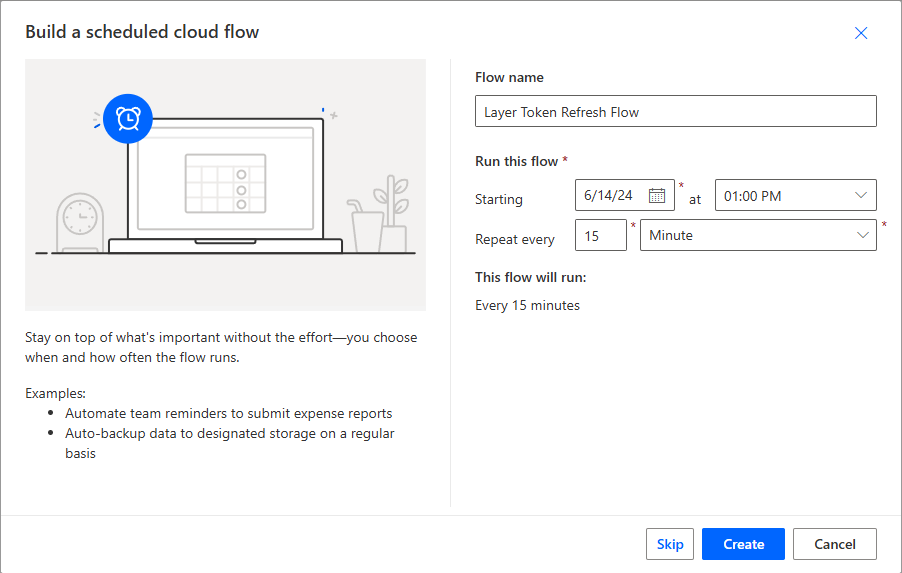 Build a scheduled cloud flow
Stay on top of what's important without the effort—you choose
when and how often the flow runs.
Examples:
• Automate team reminders to submit expense reports
• Auto-backup data to designated storage on a regular
basis
Flow name
Layer Token Refresh Flow
Run this flow *
Starting 6/14/24 * at 01:00 PM
Repeat every 15 * Minute *
This flow will run:
Every 15 minutes
Skip Create Cancel